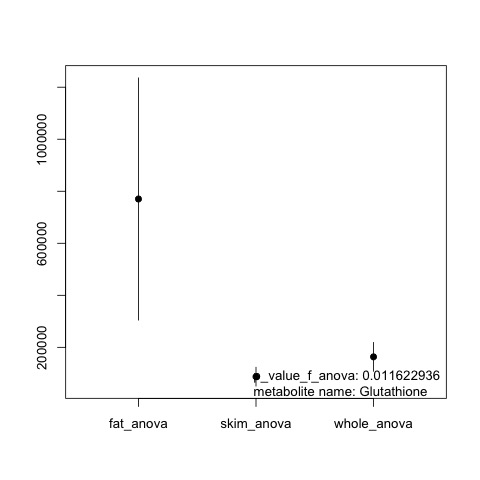 1000000
600000
200000
_value_f_anova: 0.011622936
metabolite name: Glutathione
fat_anova skim_anova whole_anova